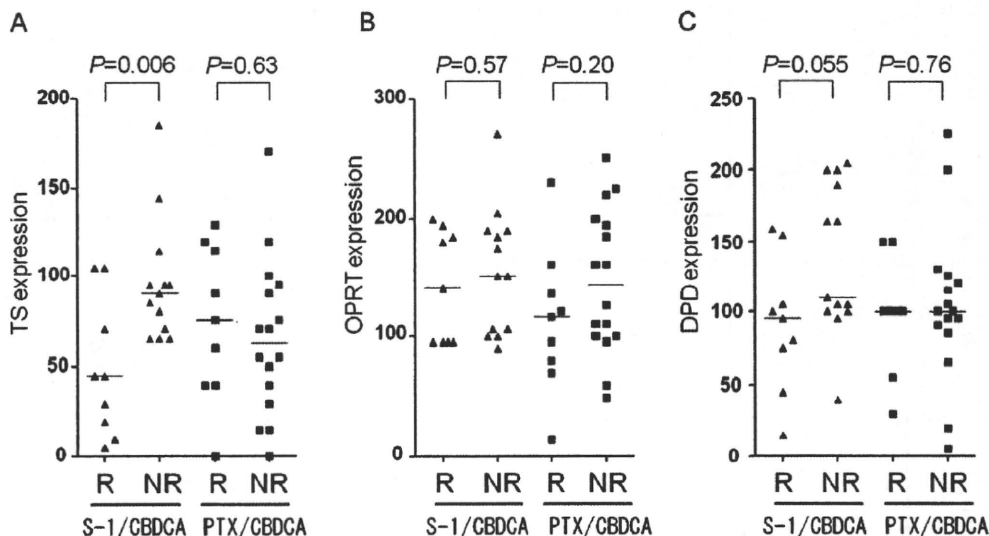 A
P=0.006 P=0.63
200
150
100
50
0
TS expression
R NR R NR
S-1/CBDCA PTX/CBDCA
B
P=0.57 P=0.20
300
200
100
0
OPRT expression
R NR R NR
S-1/CBDCA PTX/CBDCA
C
P=0.055 P=0.76
250
200
150
100
50
0
DPD expression
R NR R NR
S-1/CBDCA PTX/CBDCA